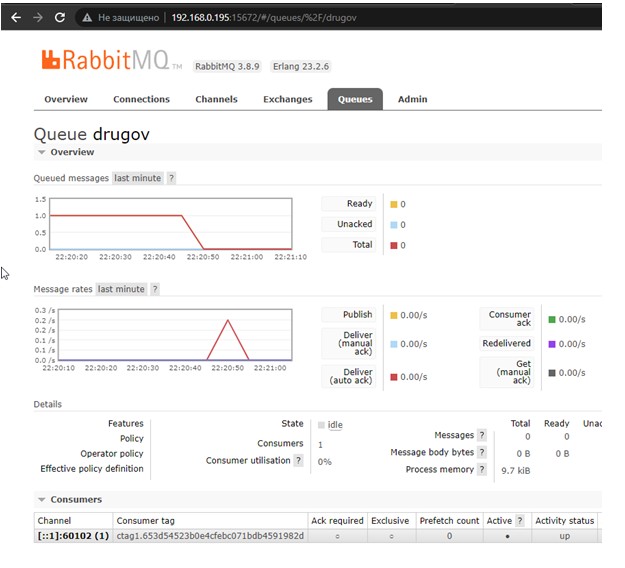 Не защищено 192.168.0.195:15672/#/queues/%2F/drugov
RabbitMQ TM RabbitMQ 3.8.9 Erlang 23.2.6
Overview Connections Channels Exchanges Queues Admin
Queue drugov
Overview
Queued messages last minute ?
1.5
1.0
0.5
0.0
22:20:20 22:20:30 22:20:40 22:20:50 22:21:00 22:21:10
Ready 0
Unacked 0
Total 0
Message rates last minute ?
0.3 /s
0.2 /s
0.2 /s
0.1 /s
0.1 /s
0.0 /s
22:20:10 22:20:20 22:20:30 22:20:40 22:20:50 22:21:00
Publish 0.00/s
Deliver (manual ack) 0.00/s
Deliver (auto ack) 0.00/s
Consumer ack 0.00/s
Redelivered 0.00/s
Get (manual ack) 0.00/s
Details
Features
Policy
Operator policy
Effective policy definition
State idle
Consumers 1
Consumer utilisation ? 0%
Total Ready Unac
Messages ? 0 0
Message body bytes ? 0 B 0 B
Process memory ? 9.7 kiB
Consumers
Channel Consumer tag Ack required Exclusive Prefetch count Active ? Activity status
[::1]:60102 (1) ctag1.653d54523b0e4cfebc071bdb4591982d ○ ○ 0 ● up